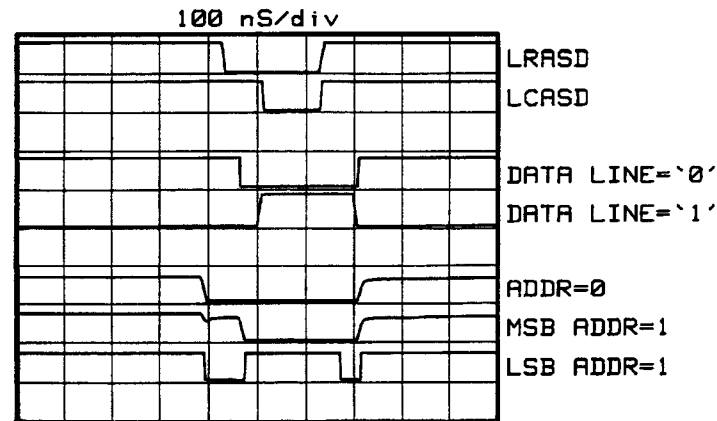 100 nS/div
LRASD
LCASD
DATA LINE=`0´
DATA LINE=`1´
ADDR=0
MSB ADDR=1
LSB ADDR=1